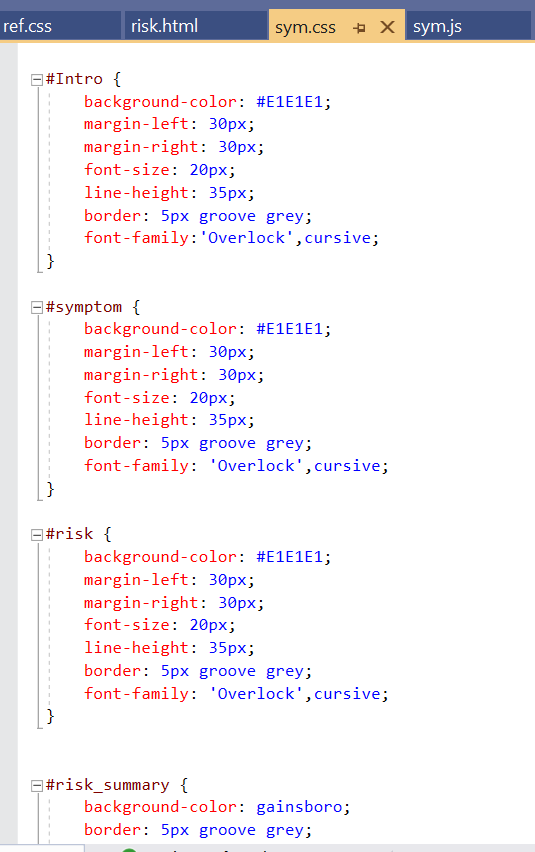 ref.css risk.html sym.css sym.js
#Intro {
background-color: #E1E1E1;
margin-left: 30px;
margin-right: 30px;
font-size: 20px;
line-height: 35px;
border: 5px groove grey;
font-family:'Overlock',cursive;
}
#symptom {
background-color: #E1E1E1;
margin-left: 30px;
margin-right: 30px;
font-size: 20px;
line-height: 35px;
border: 5px groove grey;
font-family: 'Overlock',cursive;
}
#risk {
background-color: #E1E1E1;
margin-left: 30px;
margin-right: 30px;
font-size: 20px;
line-height: 35px;
border: 5px groove grey;
font-family: 'Overlock',cursive;
}
#risk_summary {
background-color: gainsboro;
border: 5px groove grey;